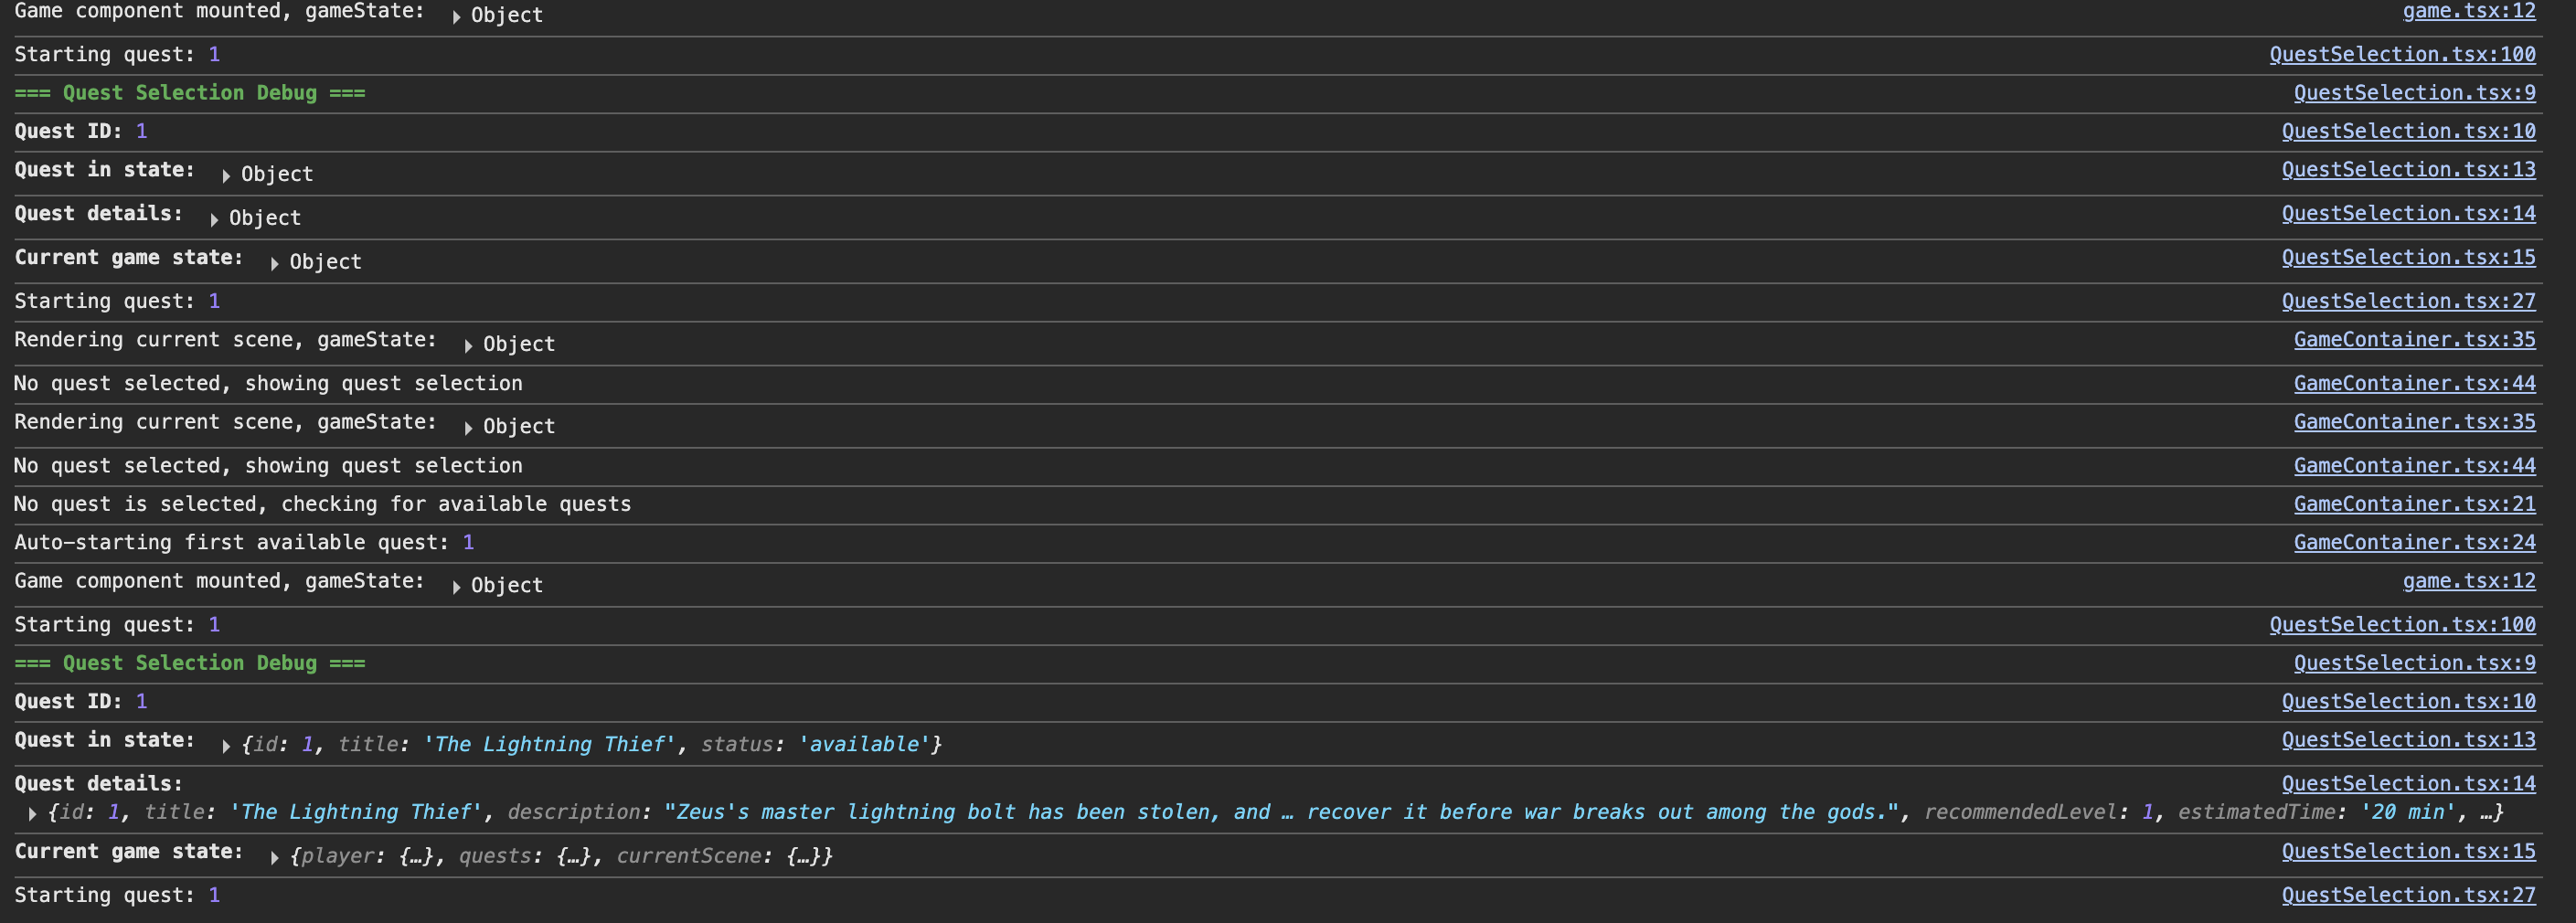 Game component mounted, gameState: ▸ Object game.tsx:12
Starting quest: 1 QuestSelection.tsx:100
=== Quest Selection Debug === QuestSelection.tsx:9
Quest ID: 1 QuestSelection.tsx:10
Quest in state: ▸ Object QuestSelection.tsx:13
Quest details: ▸ Object QuestSelection.tsx:14
Current game state: ▸ Object QuestSelection.tsx:15
Starting quest: 1 QuestSelection.tsx:27
Rendering current scene, gameState: ▸ Object GameContainer.tsx:35
No quest selected, showing quest selection GameContainer.tsx:44
Rendering current scene, gameState: ▸ Object GameContainer.tsx:35
No quest selected, showing quest selection GameContainer.tsx:44
No quest is selected, checking for available quests GameContainer.tsx:21
Auto-starting first available quest: 1 GameContainer.tsx:24
Game component mounted, gameState: ▸ Object game.tsx:12
Starting quest: 1 QuestSelection.tsx:100
=== Quest Selection Debug === QuestSelection.tsx:9
Quest ID: 1 QuestSelection.tsx:10
Quest in state: ▸ {id: 1, title: 'The Lightning Thief', status: 'available'} QuestSelection.tsx:13
Quest details: QuestSelection.tsx:14
▸ {id: 1, title: 'The Lightning Thief', description: "Zeus's master lightning bolt has been stolen, and … recover it before war breaks out among the gods.", recommendedLevel: 1, estimatedTime: '20 min', …}
Current game state: ▸ {player: {…}, quests: {…}, currentScene: {…}} QuestSelection.tsx:15
Starting quest: 1 QuestSelection.tsx:27